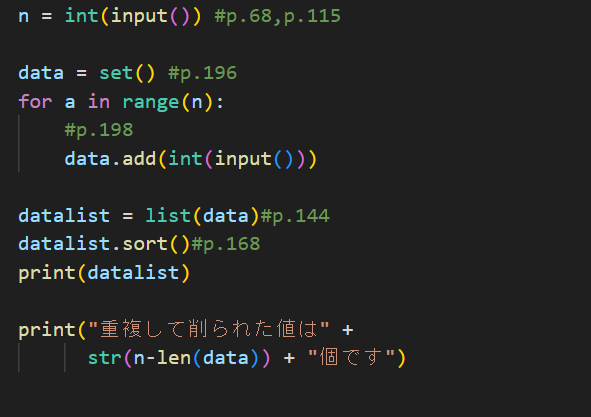 n = int(input()) #p.68,p.115
data = set() #p.196
for a in range(n):
#p.198
data.add(int(input()))
datalist = list(data)#p.144
datalist.sort()#p.168
print(datalist)
print("重複して削られた値は" +
str(n-len(data)) + "個です")